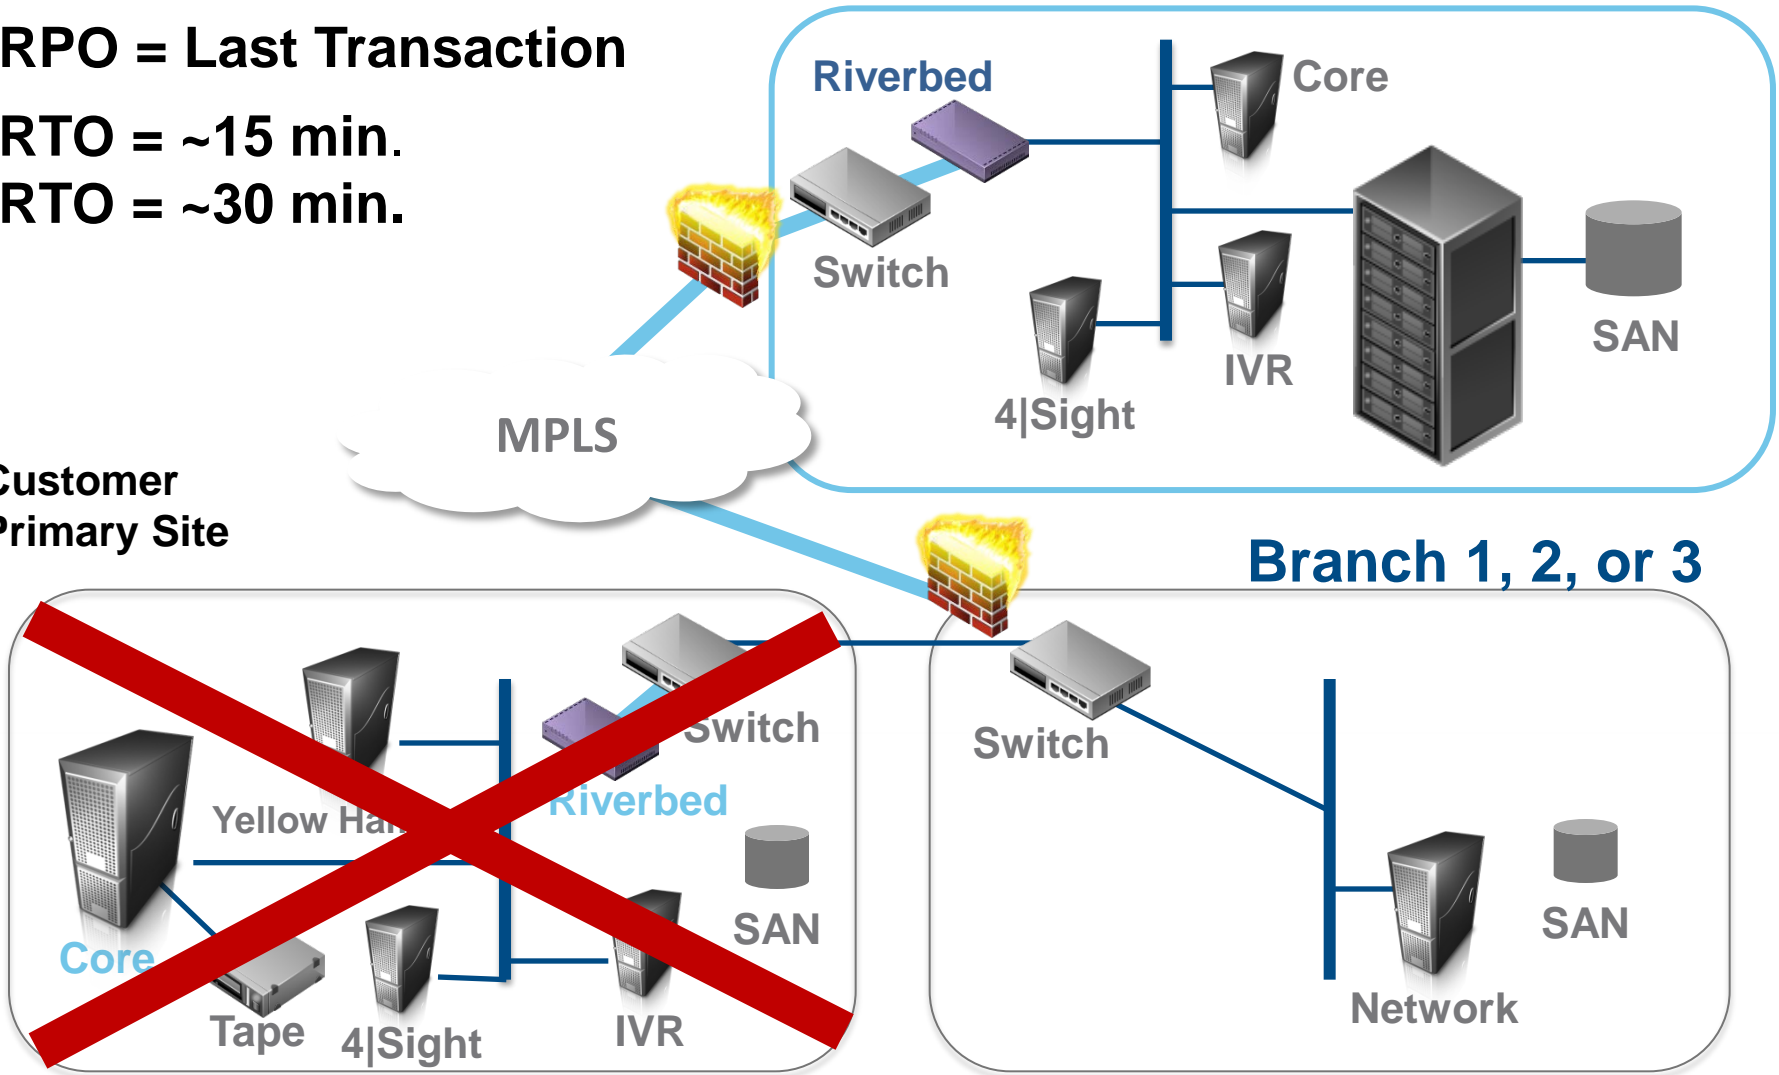 RPO = Last Transaction
RTO = ~15 min.
RTO = ~30 min.
Riverbed
Core
Switch
SAN
IVR
4|Sight
MPLS
Customer
Primary Site
Branch 1, 2, or 3
Switch
Riverbed
Yellow
SAN
Core
Tape
4|Sight
IVR
Switch
SAN
Network